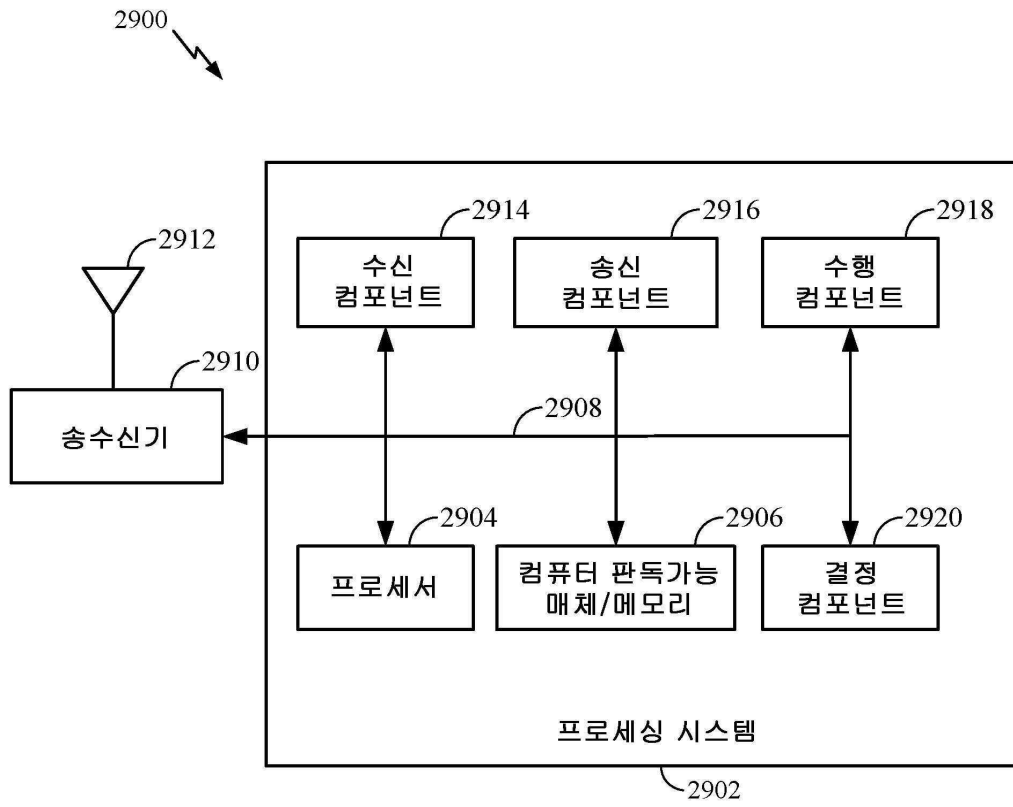 2900
2914
2916
2918
2912
수신
컴포넌트
송신
컴포넌트
수행
컴포넌트
2910
송수신기
2908
2904
2906
2920
프로세서
컴퓨터 판독가능
매체/메모리
결정
컴포넌트
프로세싱 시스템
2902